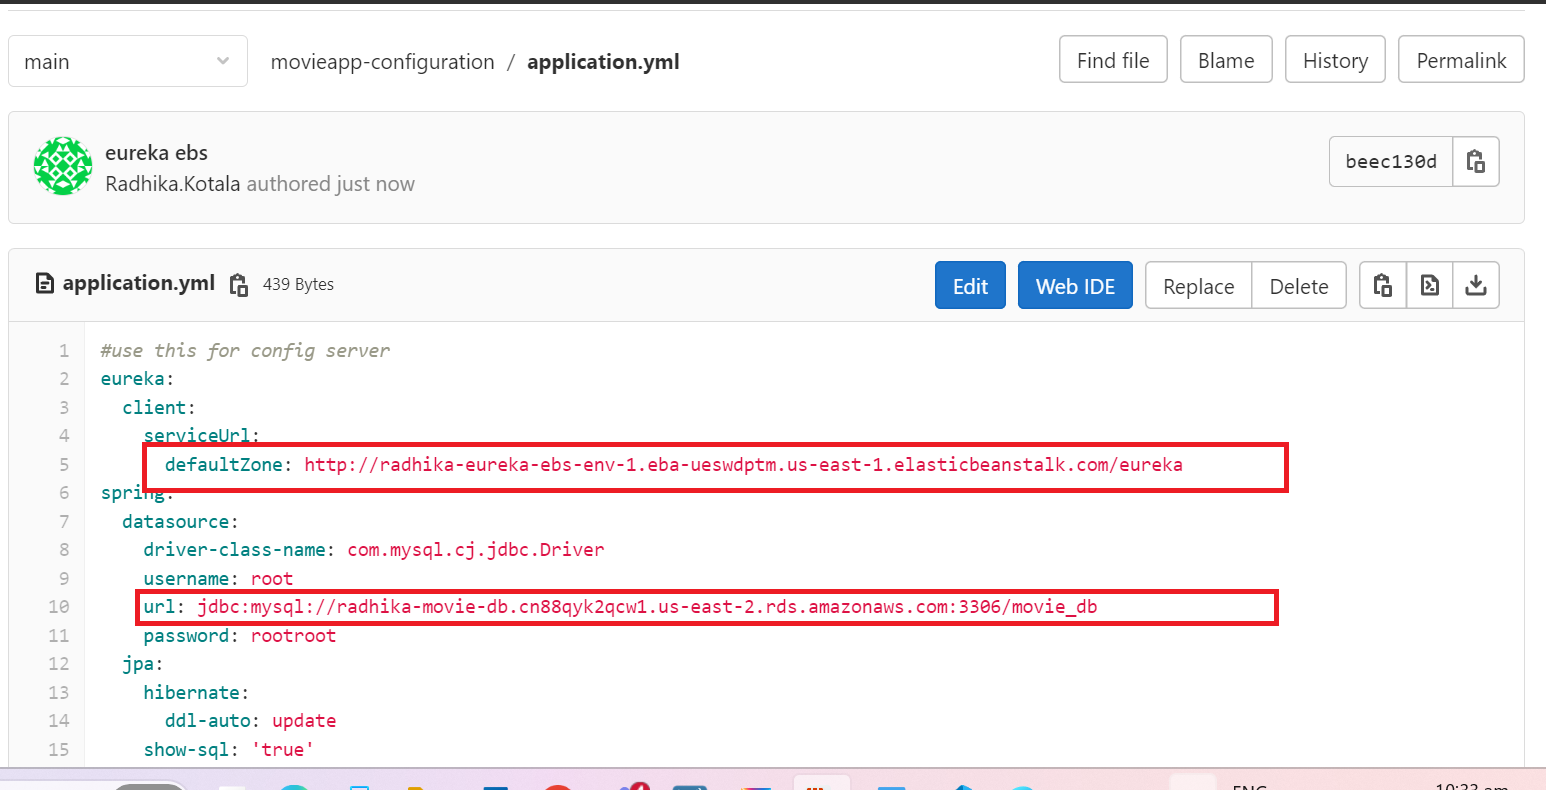 main
movieapp-configuration / application.yml
Find file
Blame
History
Permalink
eureka ebs
Radhika.Kotala authored just now
beec130d
application.yml 439 Bytes
Edit
Web IDE
Replace
Delete
1 #use this for config server
2 eureka:
3 client:
4 serviceUrl:
5 defaultZone: http://radhika-eureka-ebs-env-1.eba-ueswdptm.us-east-1.elasticbeanstalk.com/eureka
6 spring:
7 datasource:
8 driver-class-name: com.mysql.cj.jdbc.Driver
9 username: root
10 url: jdbc:mysql://radhika-movie-db.cn88qyk2qcw1.us-east-2.rds.amazonaws.com:3306/movie_db
11 password: rootroot
12 jpa:
13 hibernate:
14 ddl-auto: update
15 show-sql: 'true'
ENG
10:33 am